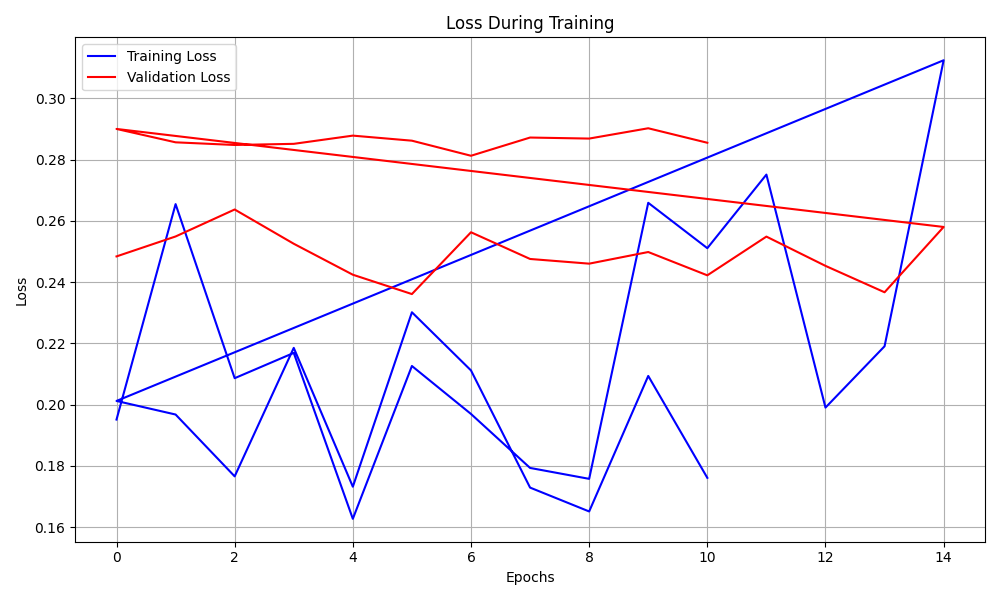 Loss During Training
Training Loss
Validation Loss
0.30
0.28
0.26
0.24
0.22
0.20
0.18
0.16
Loss
0 2 4 6 8 10 12 14
Epochs